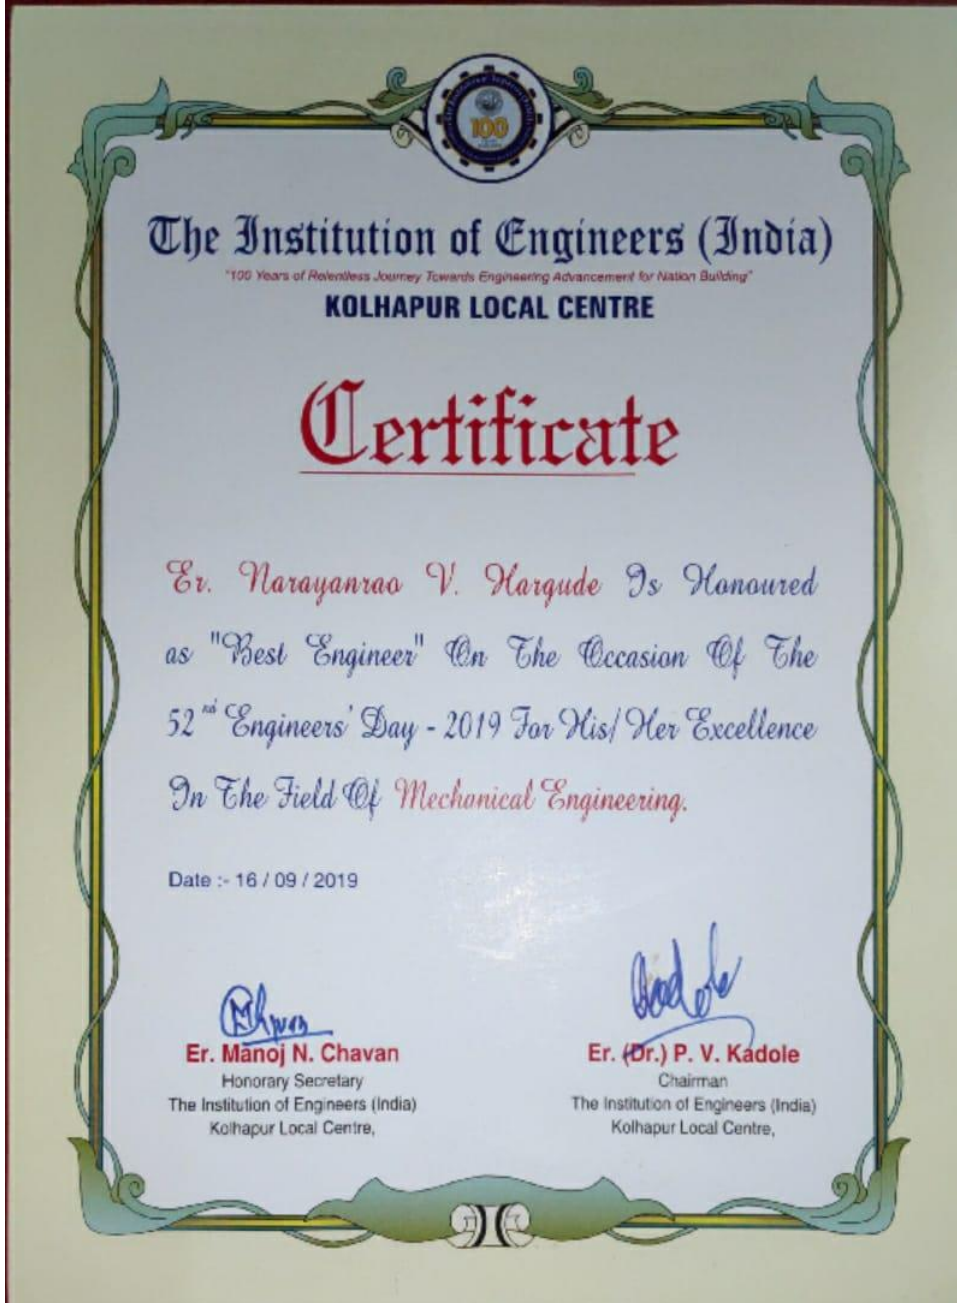 100
The Institution of Engineers (India)
"100 Years of Relentless Journey Towards Engineering Advancement for Nation Building"
KOLHAPUR LOCAL CENTRE
Certificate
Er. Narayanrao V. Hargude Is Honoured
as "Best Engineer" On The Occasion Of The
52nd Engineers' Day - 2019 For His/Her Excellence
In The Field Of Mechanical Engineering.
Date :- 16 / 09 / 2019
Er. Manoj N. Chavan
Honorary Secretary
The Institution of Engineers (India)
Kolhapur Local Centre,
Er. (Dr.) P. V. Kadole
Chairman
The Institution of Engineers (India)
Kolhapur Local Centre,